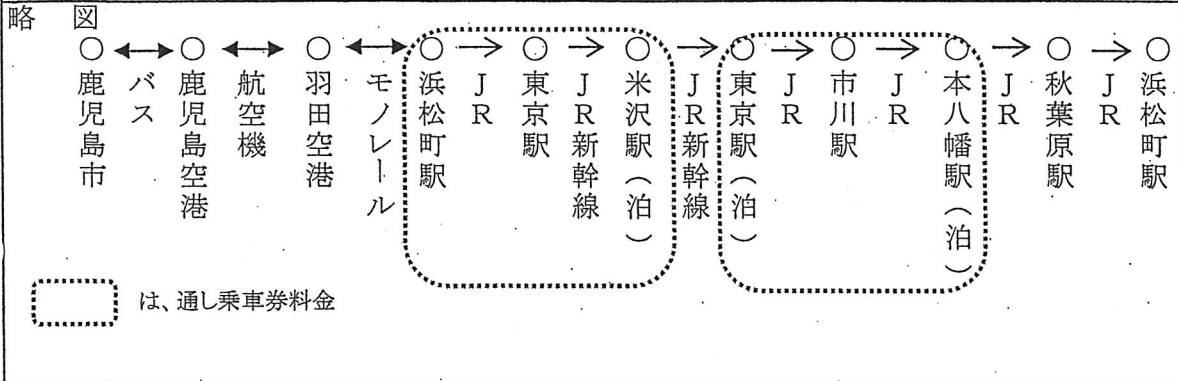 略 図
鹿児島市
バス
鹿児島空港
航空機
羽田空港
モノレール
浜松町駅
JR
東京駅
JR新幹線
米沢駅(泊)
JR新幹線
東京駅(泊)
JR
市川駅
JR
本八幡駅(泊)
JR
秋葉原駅
JR
浜松町駅
は、通し乗車券料金